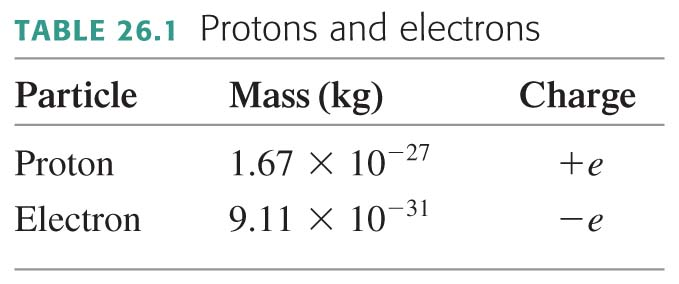 TABLE 26.1 Protons and electrons
Particle Mass (kg) Charge
Proton 1.67 × 10⁻²⁷ +e
Electron 9.11 × 10⁻³¹ −e